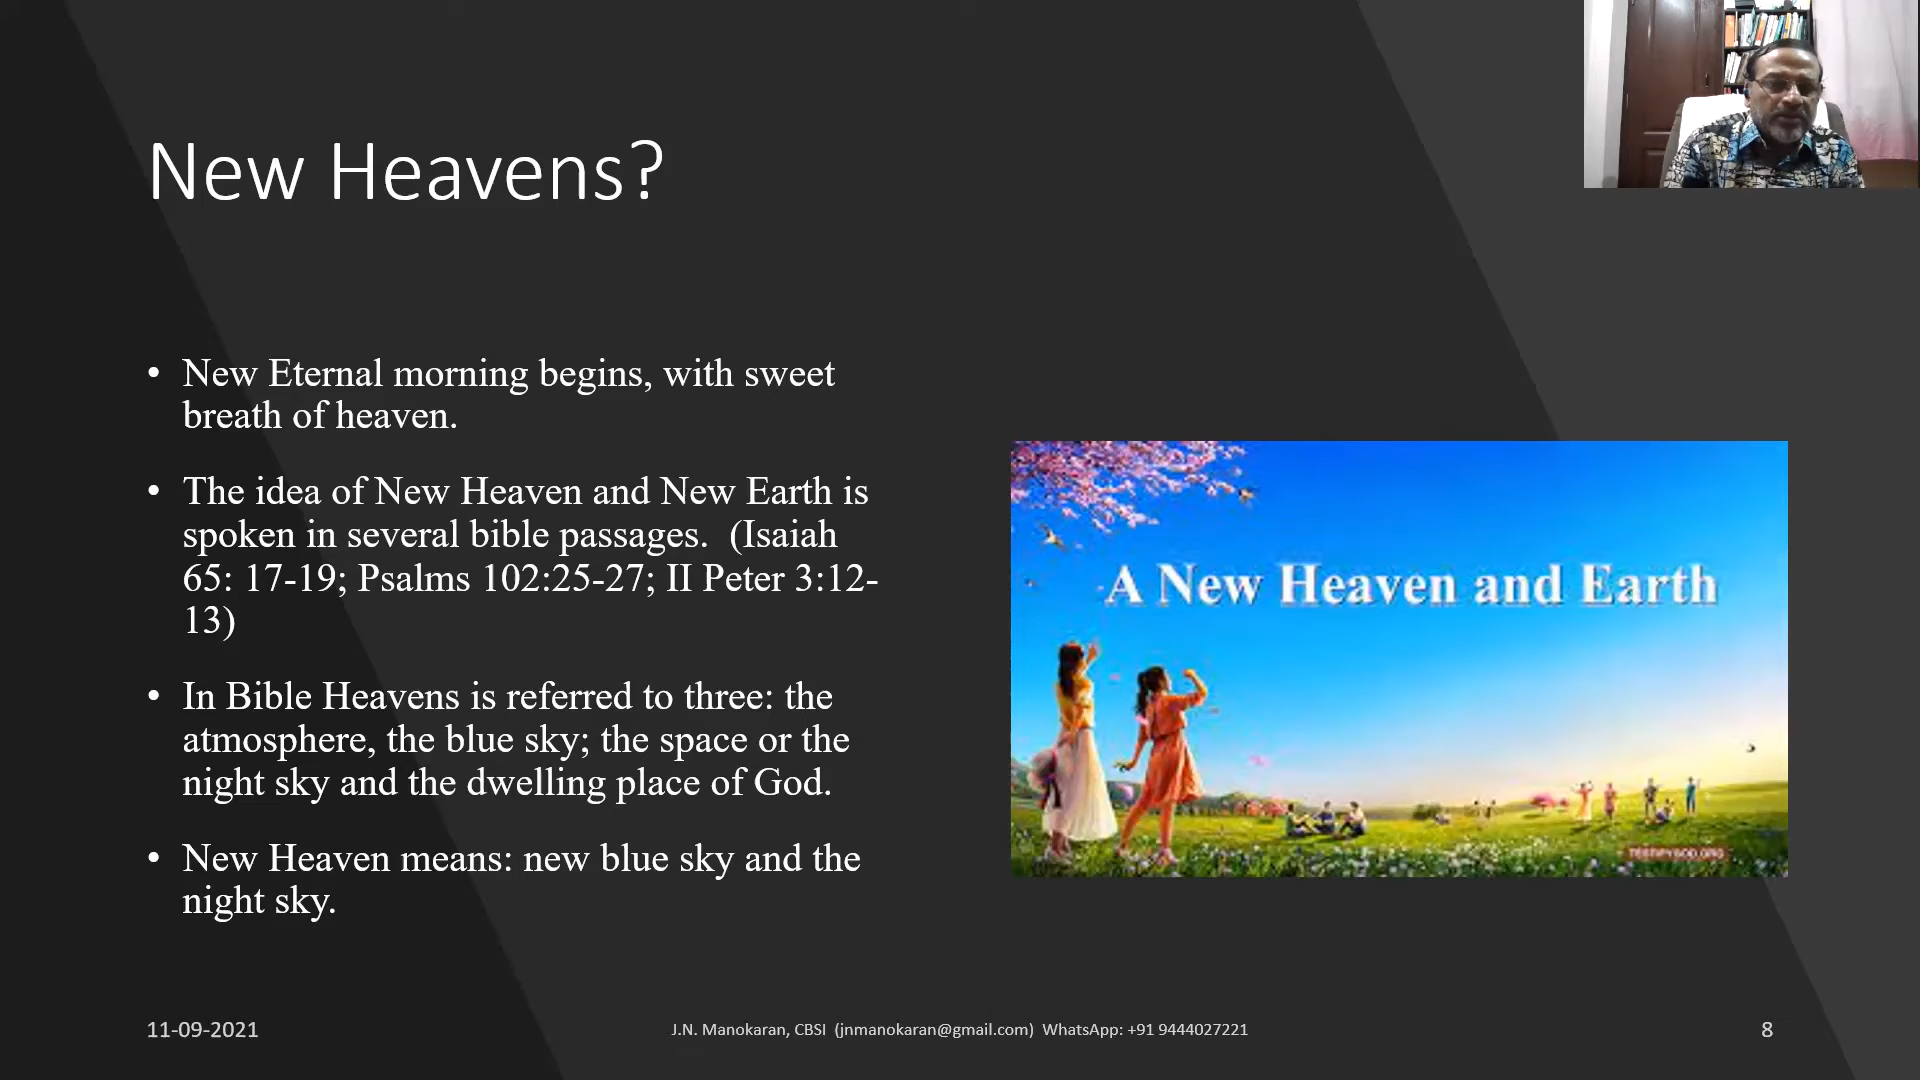 New Heavens?
• New Eternal morning begins, with sweet
breath of heaven.
• The idea of New Heaven and New Earth is
spoken in several bible passages.  (Isaiah
65: 17-19; Psalms 102:25-27; II Peter 3:12-
13)
• In Bible Heavens is referred to three: the
atmosphere, the blue sky; the space or the
night sky and the dwelling place of God.
• New Heaven means: new blue sky and the
night sky.
A New Heaven and Earth
TESTIFYGOD.ORG
11-09-2021
J.N. Manokaran, CBSI  (jnmanokaran@gmail.com)  WhatsApp: +91 9444027221
8